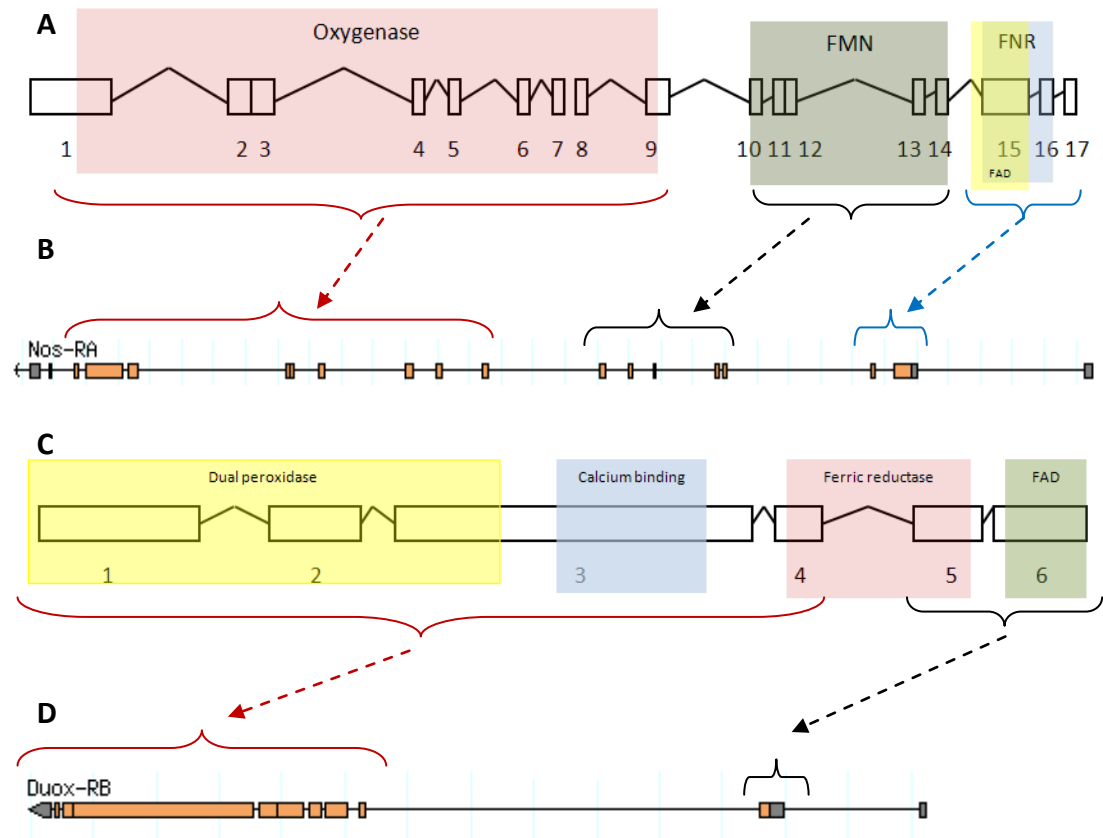 A
Oxygenase
FMN
FNR
1 2 3 4 5 6 7 8 9 10 11 12 13 14 15 16 17
FAD
B
Nos-RA
C
Dual peroxidase Calcium binding Ferric reductase FAD
1 2 3 4 5 6
D
Duox-RB